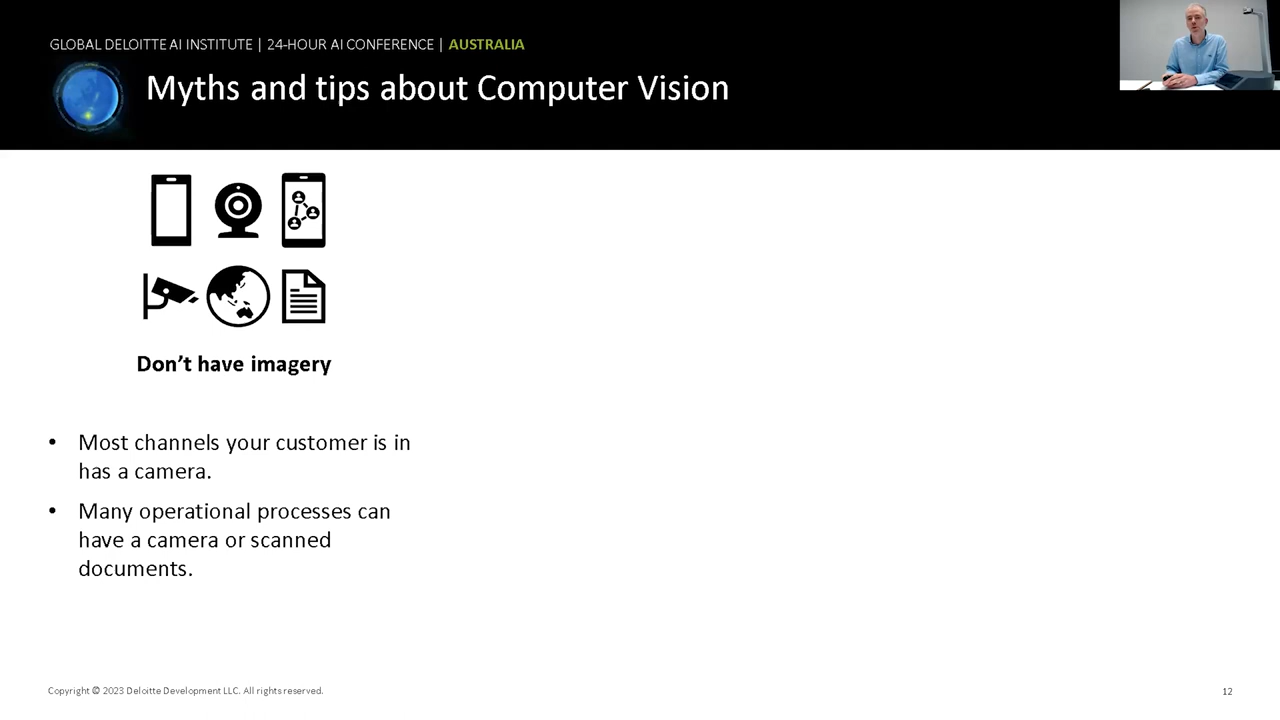 GLOBAL DELOITTE AI INSTITUTE | 24-HOUR AI CONFERENCE | AUSTRALIA
Myths and tips about Computer Vision
Don't have imagery
• Most channels your customer is in
has a camera.
• Many operational processes can
have a camera or scanned
documents.
Copyright © 2023 Deloitte Development LLC. All rights reserved.
12